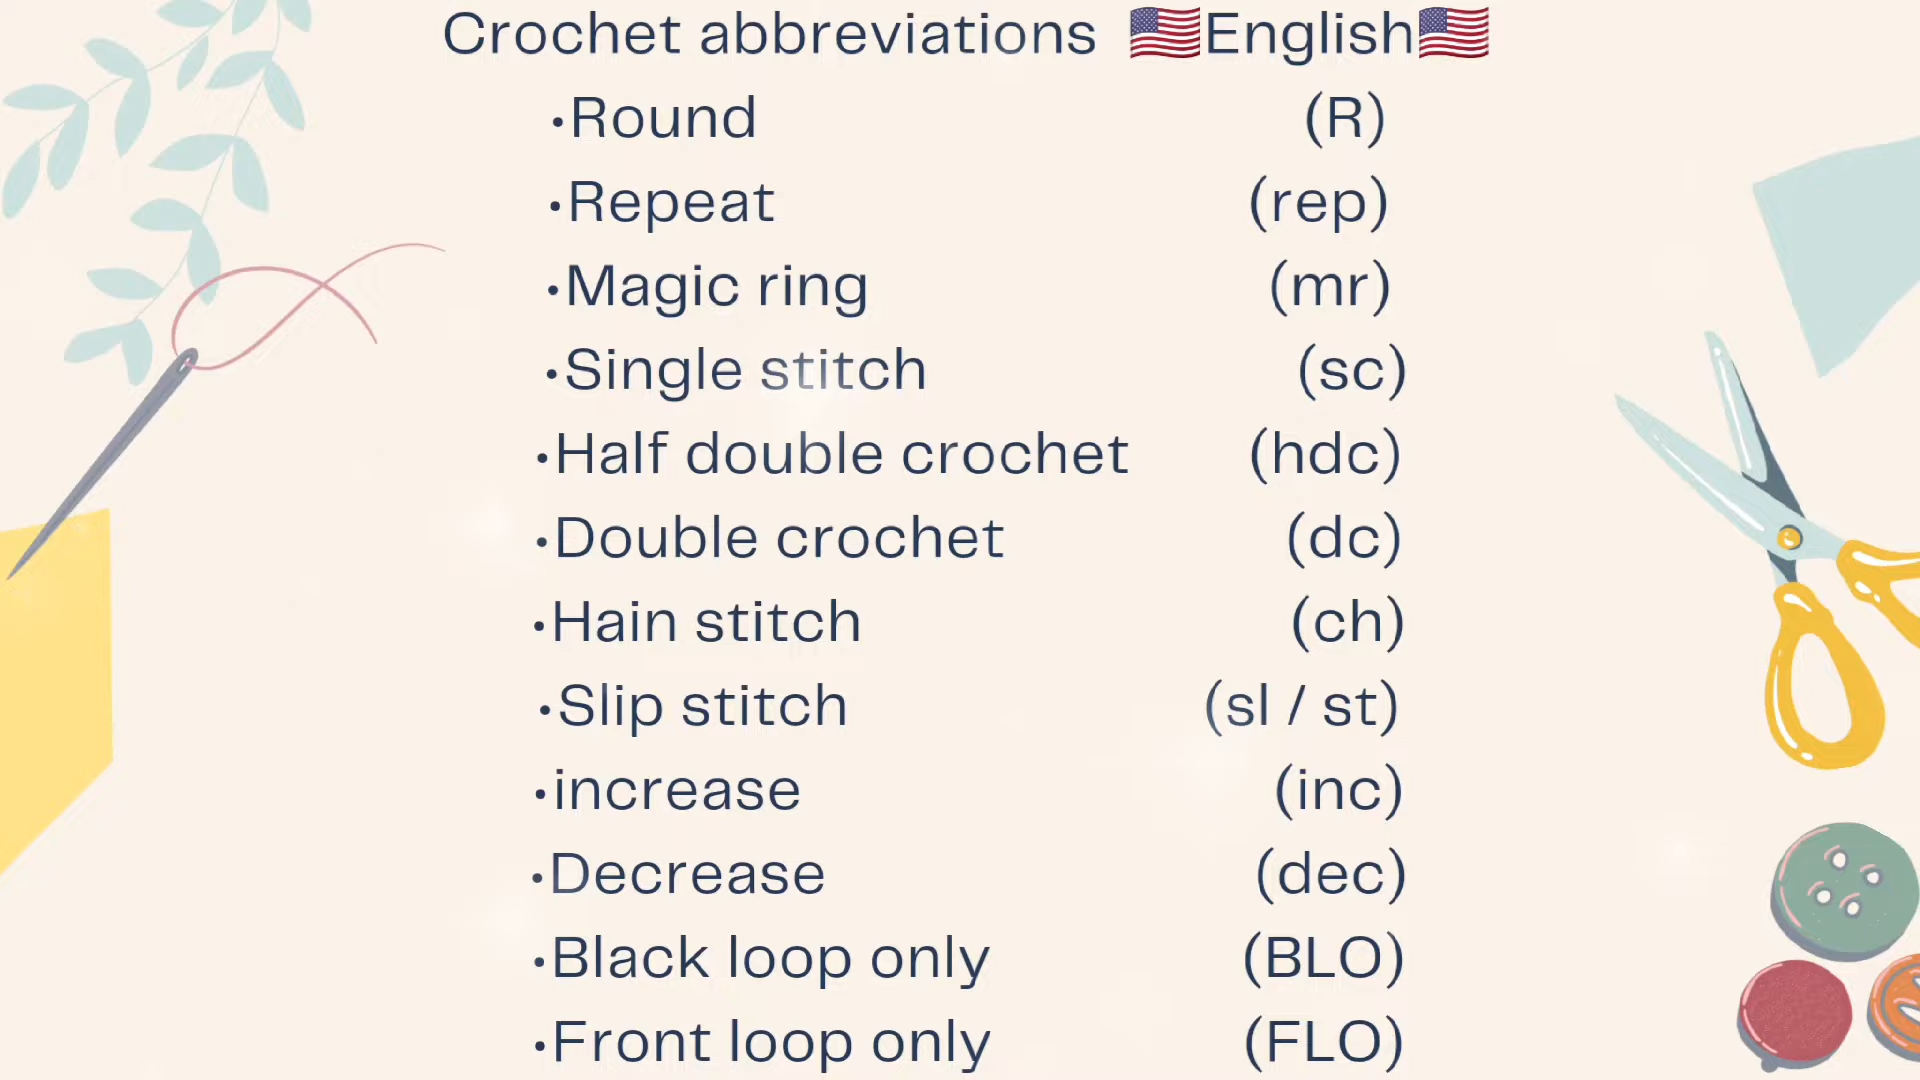 Crochet abbreviations 🇺🇸English🇺🇸
•Round (R)
•Repeat (rep)
•Magic ring (mr)
•Single stitch (sc)
•Half double crochet (hdc)
•Double crochet (dc)
•Hain stitch (ch)
•Slip stitch (sl / st)
•increase (inc)
•Decrease (dec)
•Black loop only (BLO)
•Front loop only (FLO)